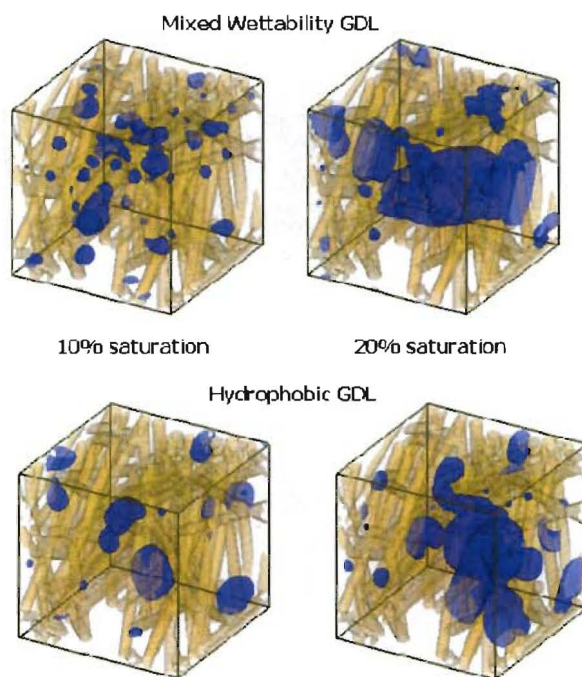 Mixed Wettability GDL
10% saturation
20% saturation
Hydrophobic GDL